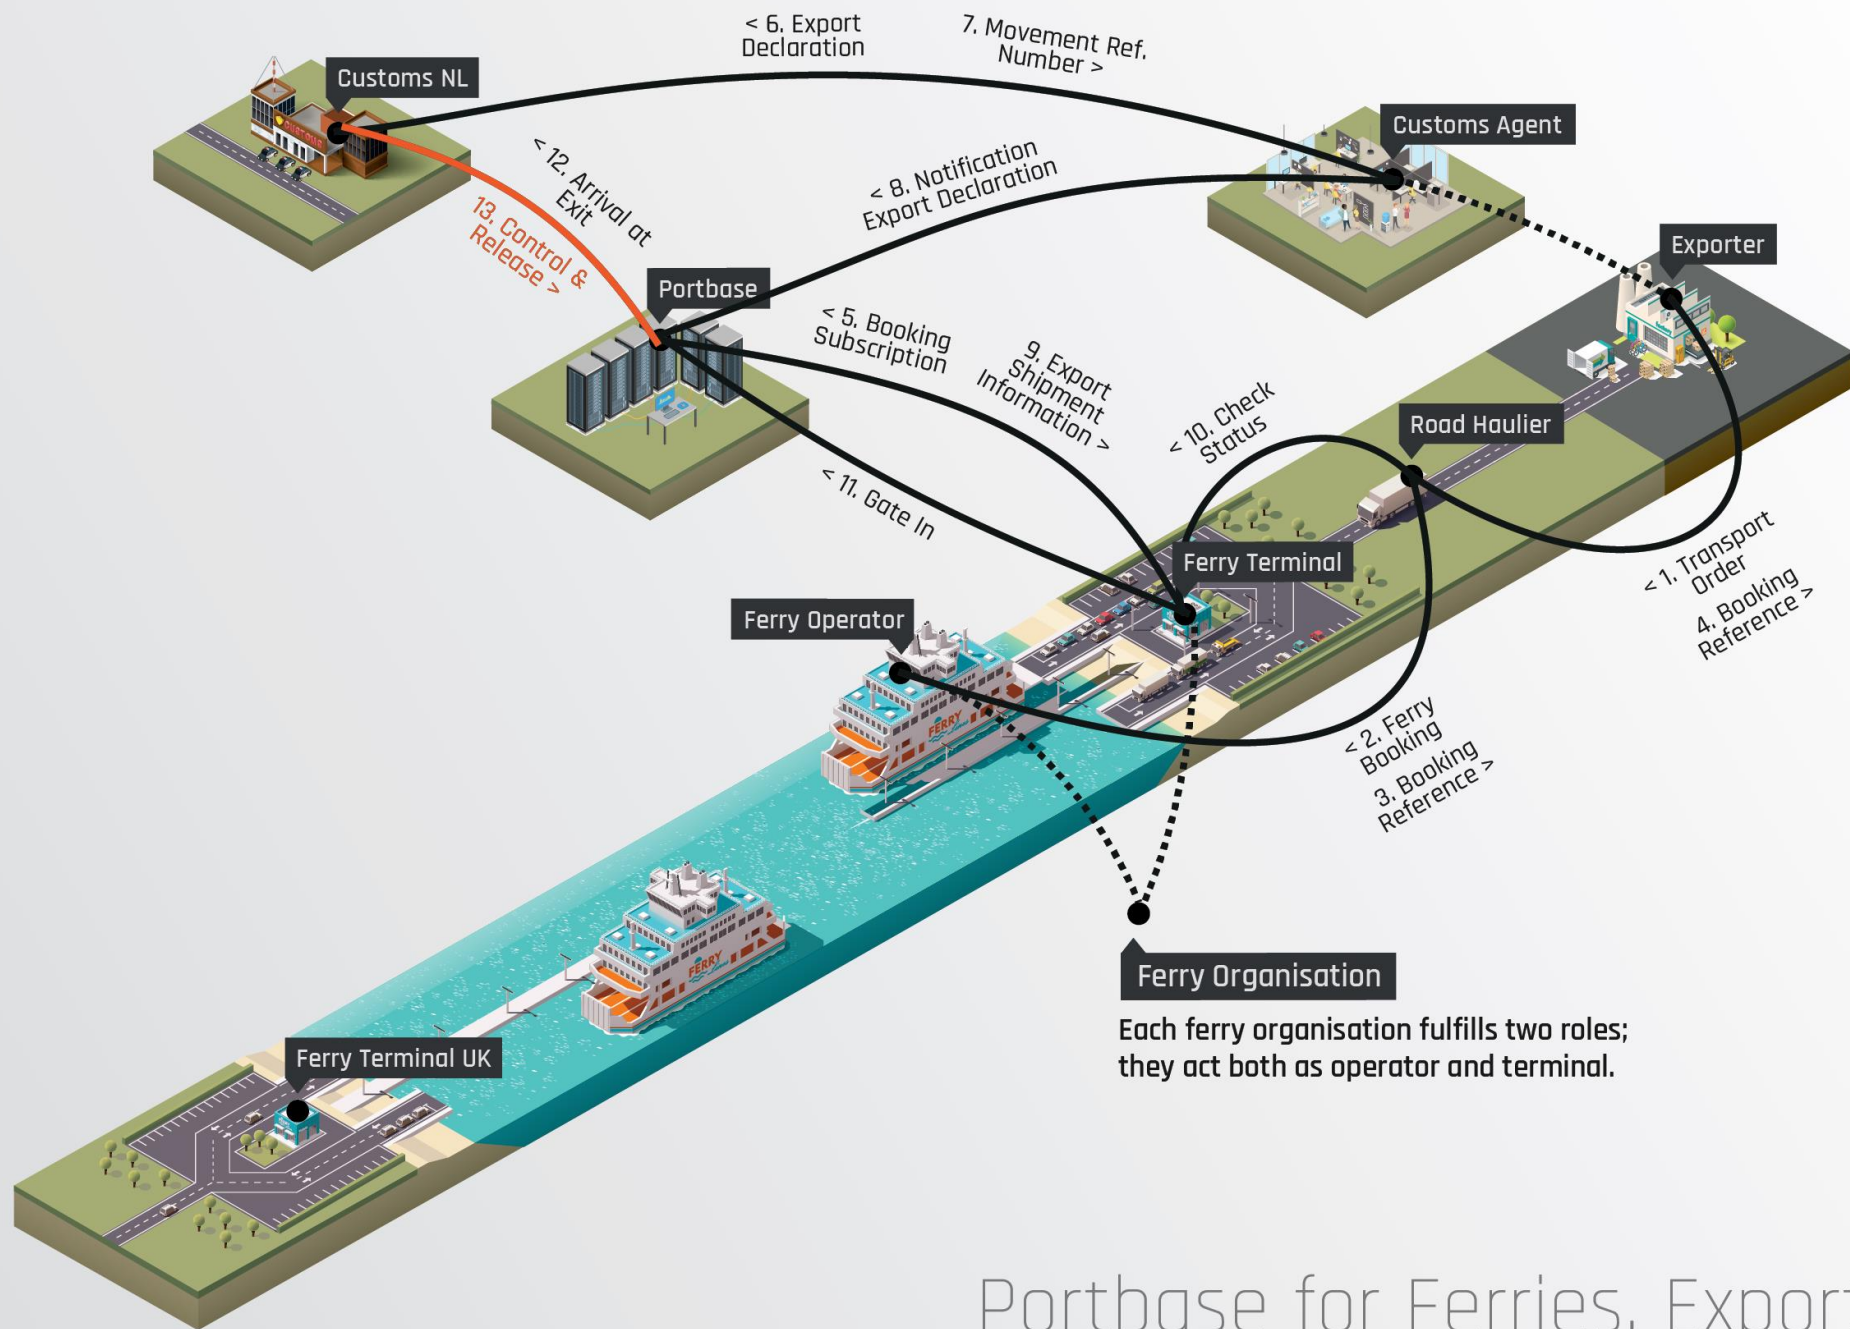 < 6. Export
Declaration
7. Movement Ref.
Number >
Customs NL
Customs Agent
CUSTOMS
< 12. Arrival at
Exit
13. Control &
Release >
< 8. Notification
Export Declaration
Exporter
Portbase
< 5. Booking
Subscription
9. Export
Shipment
Information >
< 10. Check
Status
Road Haulier
< 11. Gate In
Ferry Terminal
< 1. Transport
Order
4. Booking
Reference >
Ferry Operator
FERRY
< 2. Ferry
Booking
3. Booking
Reference >
FERRY
Ferry Organisation
Each ferry organisation fulfills two roles;
they act both as operator and terminal.
Ferry Terminal UK
Portbase for Ferries. Export